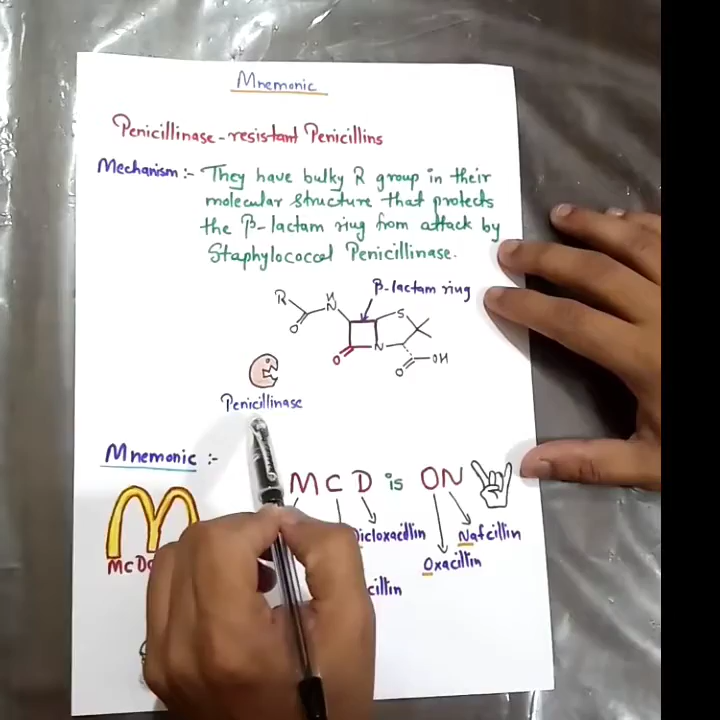 Mnemonic
Penicillinase-resistant Penicillins
Mechanism :- They have bulky R group in their
molecular structure that protects
the β-lactam ring from attack by
Staphylococcal Penicillinase.
β-lactam ring
R H N S
O N OH
O O
Penicillinase
Mnemonic :-
M C D is ON
Dicloxacillin Nafcillin
Oxacillin
McDo
cillin